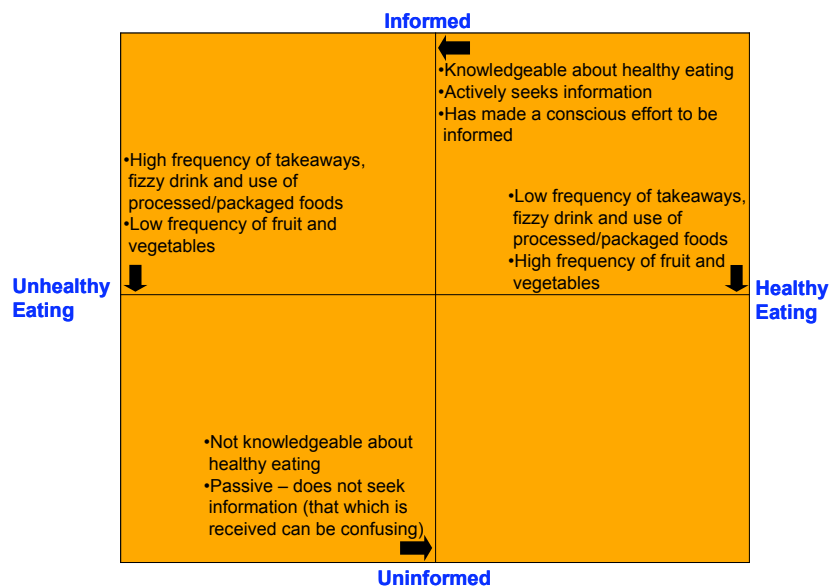 Informed
•Knowledgeable about healthy eating
•Actively seeks information
•Has made a conscious effort to be
informed
•High frequency of takeaways,
fizzy drink and use of
processed/packaged foods
•Low frequency of fruit and
vegetables
•Low frequency of takeaways,
fizzy drink and use of
processed/packaged foods
•High frequency of fruit and
vegetables
Unhealthy
Eating
Healthy
Eating
•Not knowledgeable about
healthy eating
•Passive – does not seek
information (that which is
received can be confusing)
Uninformed